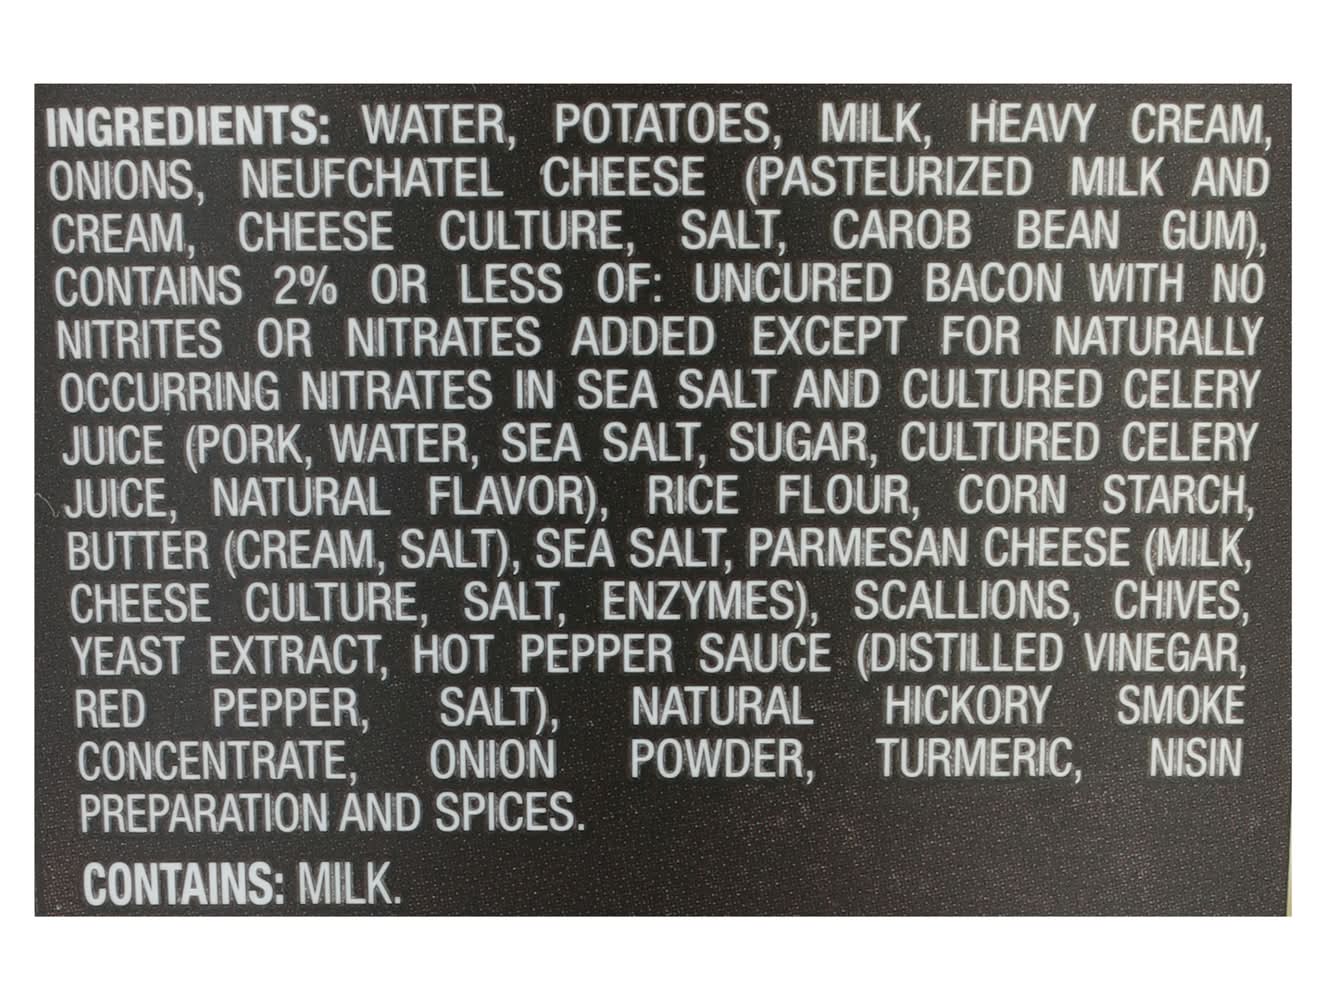 INGREDIENTS: WATER, POTATOES, MILK, HEAVY CREAM,
ONIONS, NEUFCHATEL CHEESE (PASTEURIZED MILK AND
CREAM, CHEESE CULTURE, SALT, CAROB BEAN GUM),
CONTAINS 2% OR LESS OF: UNCURED BACON WITH NO
NITRITES OR NITRATES ADDED EXCEPT FOR NATURALLY
OCCURRING NITRATES IN SEA SALT AND CULTURED CELERY
JUICE (PORK, WATER, SEA SALT, SUGAR, CULTURED CELERY
JUICE, NATURAL FLAVOR), RICE FLOUR, CORN STARCH,
BUTTER (CREAM, SALT), SEA SALT, PARMESAN CHEESE (MILK,
CHEESE CULTURE, SALT, ENZYMES), SCALLIONS, CHIVES,
YEAST EXTRACT, HOT PEPPER SAUCE (DISTILLED VINEGAR,
RED PEPPER, SALT), NATURAL HICKORY SMOKE
CONCENTRATE, ONION POWDER, TURMERIC, NISIN
PREPARATION AND SPICES.
CONTAINS: MILK.